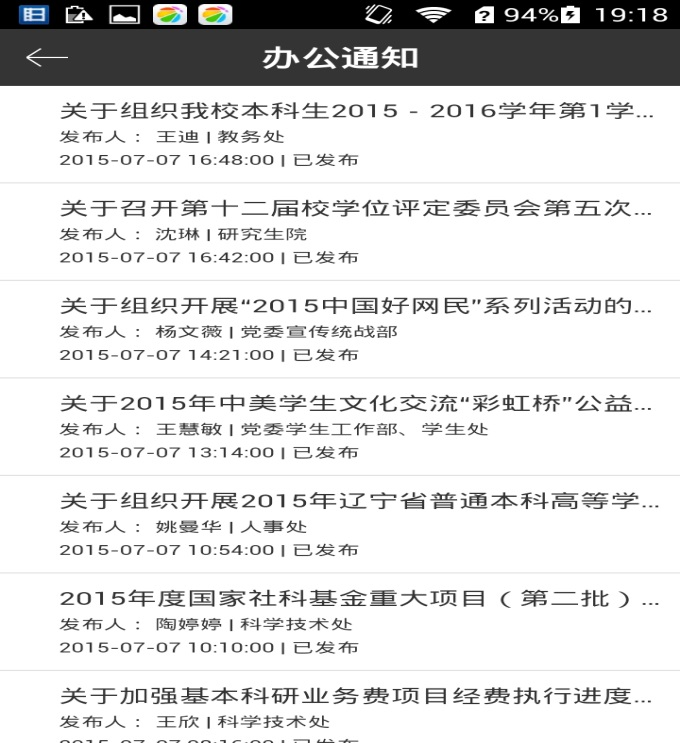 94% 19:18
办公通知
关于组织我校本科生2015 - 2016学年第1学...
发布人： 王迪 | 教务处
2015-07-07 16:48:00 | 已发布
关于召开第十二届校学位评定委员会第五次...
发布人： 沈琳 | 研究生院
2015-07-07 16:42:00 | 已发布
关于组织开展“2015中国好网民”系列活动的...
发布人： 杨文薇 | 党委宣传统战部
2015-07-07 14:21:00 | 已发布
关于2015年中美学生文化交流“彩虹桥”公益...
发布人： 王慧敏 | 党委学生工作部、学生处
2015-07-07 13:14:00 | 已发布
关于组织开展2015年辽宁省普通本科高等学...
发布人： 姚曼华 | 人事处
2015-07-07 10:54:00 | 已发布
2015年度国家社科基金重大项目（第二批）...
发布人： 陶婷婷 | 科学技术处
2015-07-07 10:10:00 | 已发布
关于加强基本科研业务费项目经费执行进度...
发布人： 王欣 | 科学技术处